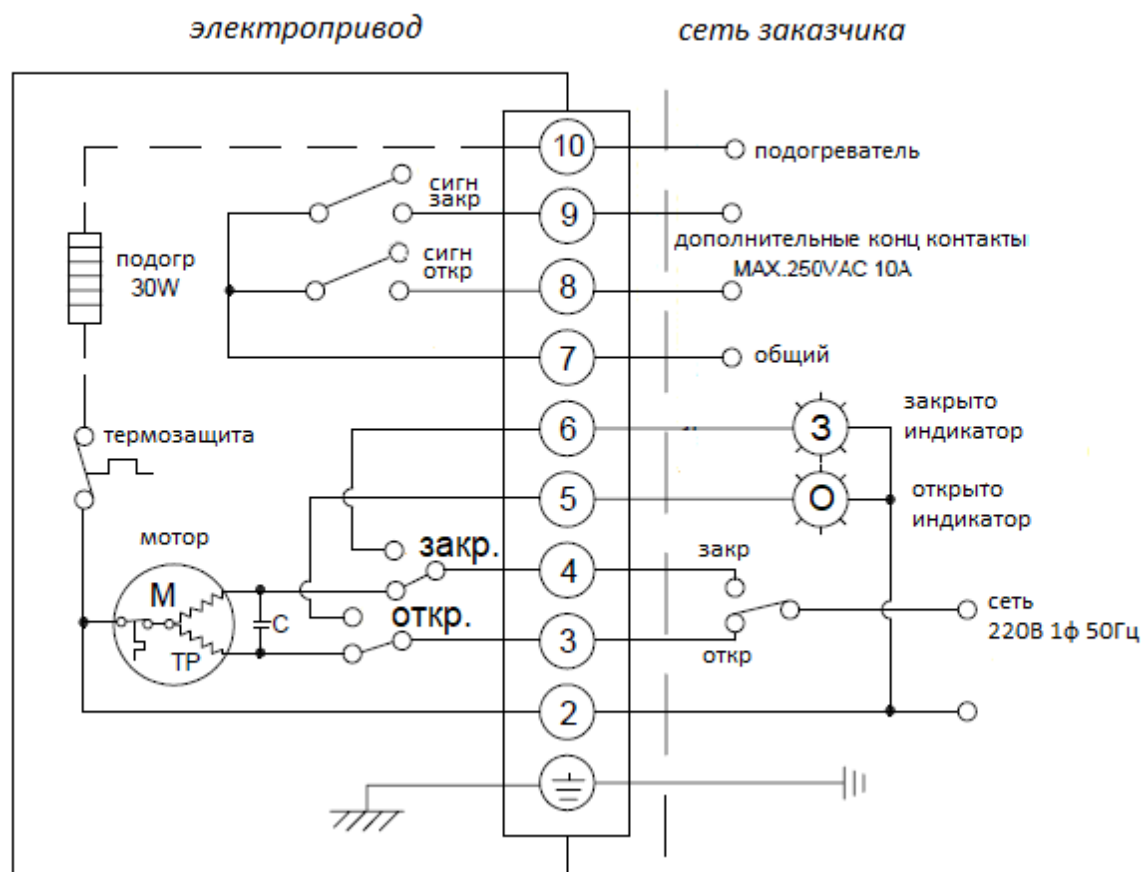 электропривод
сеть заказчика
10
подогреватель
сигн
закр
9
дополнительные конц контакты
MAX.250VAC 10A
подогр
30W
сигн
откр
8
7
общий
термозащита
6
З
закрыто
индикатор
5
О
открыто
индикатор
мотор
закр.
4
закр
М
С
ТР
откр.
3
откр
сеть
220В 1ф 50Гц
2